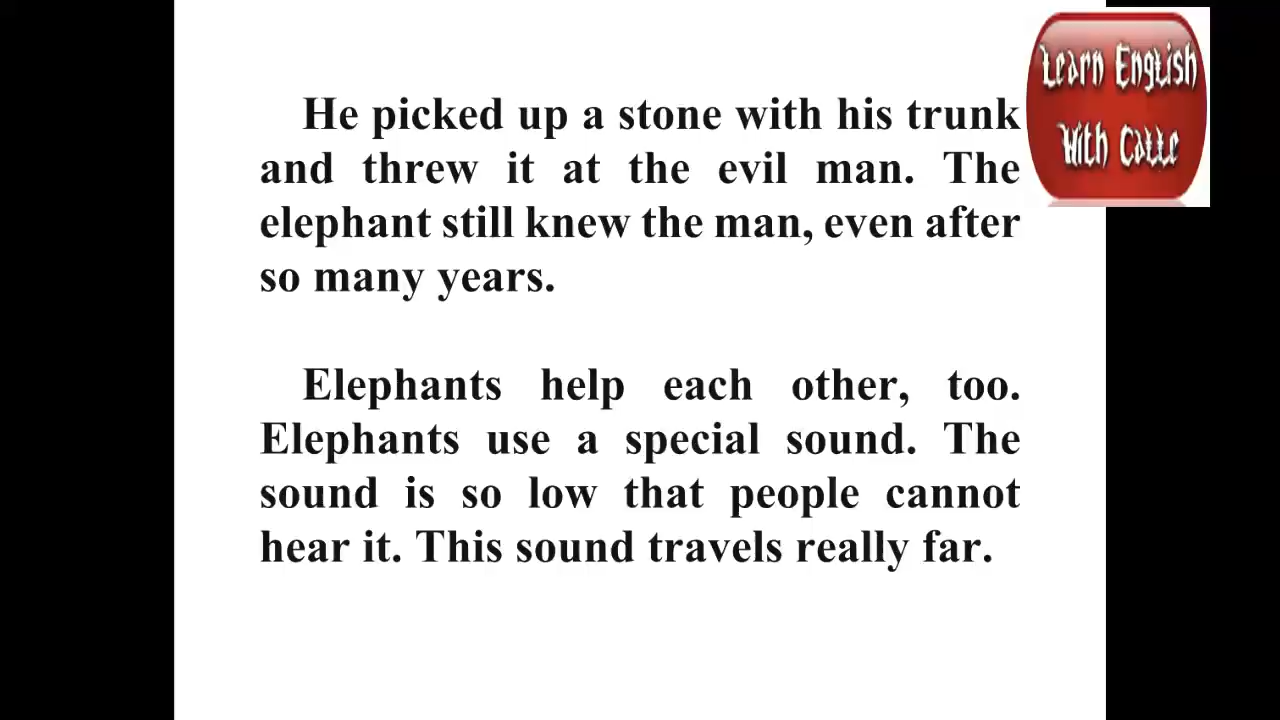 He picked up a stone with his trunk
and threw it at the evil man. The
elephant still knew the man, even after
so many years.
Elephants help each other, too.
Elephants use a special sound. The
sound is so low that people cannot
hear it. This sound travels really far.
Learn English
With